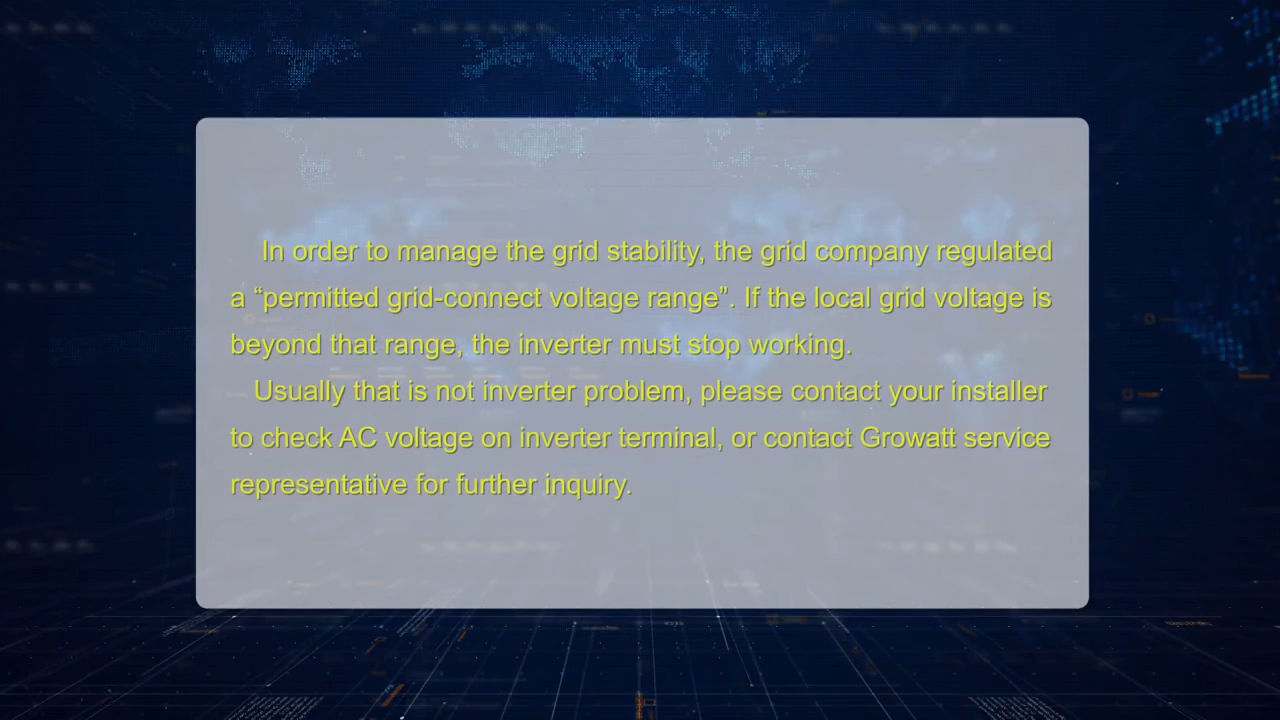 In order to manage the grid stability, the grid company regulated
a “permitted grid-connect voltage range”. If the local grid voltage is
beyond that range, the inverter must stop working.
Usually that is not inverter problem, please contact your installer
to check AC voltage on inverter terminal, or contact Growatt service
representative for further inquiry.